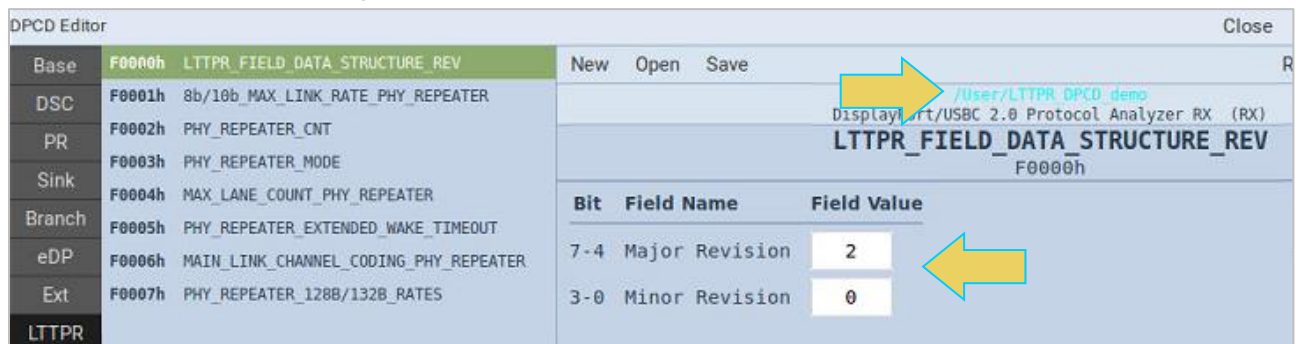 DPCD Editor Close
Base
DSC
PR
Sink
Branch
eDP
Ext
LTTPR
F0000h LTTPR_FIELD_DATA_STRUCTURE_REV
F0001h 8b/10b_MAX_LINK_RATE_PHY_REPEATER
F0002h PHY_REPEATER_CNT
F0003h PHY_REPEATER_MODE
F0004h MAX_LANE_COUNT_PHY_REPEATER
F0005h PHY_REPEATER_EXTENDED_WAKE_TIMEOUT
F0006h MAIN_LINK_CHANNEL_CODING_PHY_REPEATER
F0007h PHY_REPEATER_128B/132B_RATES
New Open Save R
/User/LTTPR_DPCD_demo
DisplayPort/USBC 2.0 Protocol Analyzer RX (RX)
LTTPR_FIELD_DATA_STRUCTURE_REV
F0000h
Bit Field Name Field Value
7-4 Major Revision 2
3-0 Minor Revision 0